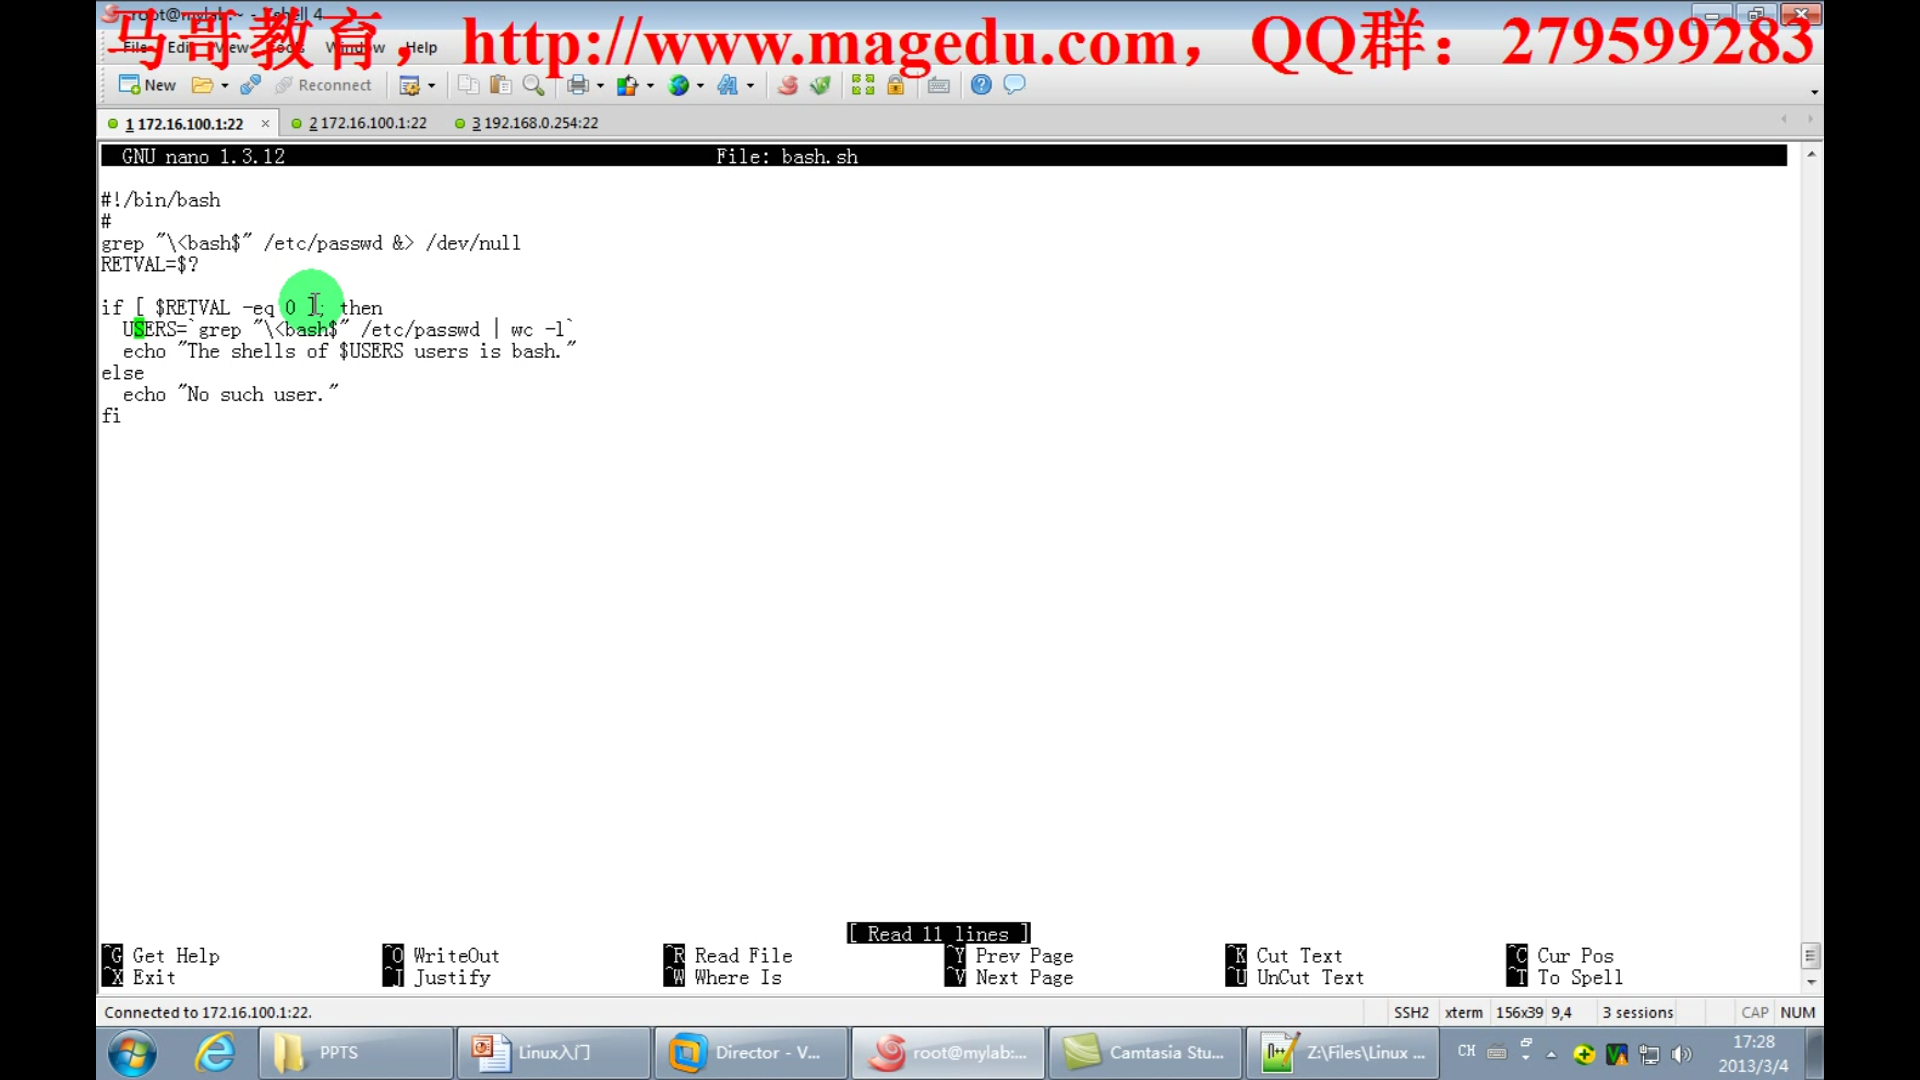 root@mylab:~ - Xshell 4
马哥教育，http://www.magedu.com，QQ群：279599283
File Edit View Tools Window Help
New Reconnect
1 172.16.100.1:22 2 172.16.100.1:22 3 192.168.0.254:22
GNU nano 1.3.12 File: bash.sh
#!/bin/bash
#
grep "\<bash$" /etc/passwd &> /dev/null
RETVAL=$?
if [ $RETVAL -eq 0 ]; then
USERS=`grep "\<bash$" /etc/passwd | wc -l`
echo "The shells of $USERS users is bash."
else
echo "No such user."
fi
[ Read 11 lines ]
^G Get Help ^O WriteOut ^R Read File ^Y Prev Page ^K Cut Text ^C Cur Pos
^X Exit ^J Justify ^W Where Is ^V Next Page ^U UnCut Text ^T To Spell
Connected to 172.16.100.1:22. SSH2 xterm 156x39 9,4 3 sessions CAP NUM
PPTS Linux入门 Director - V... root@mylab:... Camtasia Stu... Z:\Files\Linux ... CH 17:28
2013/3/4